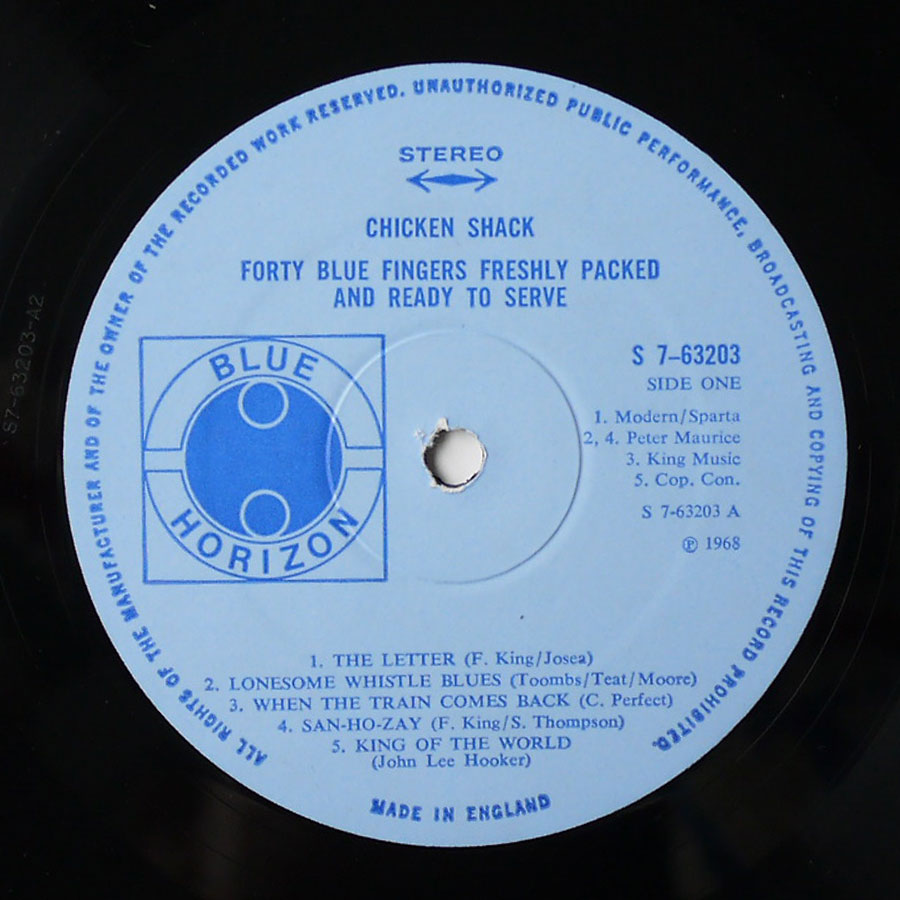 ALL RIGHTS OF THE MANUFACTURER AND OF THE OWNER OF THE RECORDED WORK RESERVED. UNAUTHORIZED PUBLIC PERFORMANCE, BROADCASTING AND COPYING OF THIS RECORD PROHIBITED.
STEREO
CHICKEN SHACK
FORTY BLUE FINGERS FRESHLY PACKED
AND READY TO SERVE
BLUE
HORIZON
S 7-63203
SIDE ONE
1. Modern/Sparta
2, 4. Peter Maurice
3. King Music
5. Cop. Con.
S 7-63203 A
℗ 1968
1. THE LETTER (F. King/Josea)
2. LONESOME WHISTLE BLUES (Toombs/Teat/Moore)
3. WHEN THE TRAIN COMES BACK (C. Perfect)
4. SAN-HO-ZAY (F. King/S. Thompson)
5. KING OF THE WORLD
(John Lee Hooker)
MADE IN ENGLAND
S7-63203-A2